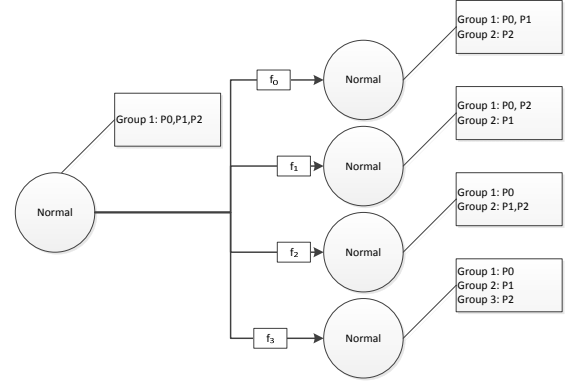 Group 1: P0, P1
Group 2: P2
f₀
Normal
Group 1: P0,P1,P2
Group 1: P0, P2
Group 2: P1
f₁
Normal
Normal
Group 1: P0
Group 2: P1,P2
f₂
Normal
Group 1: P0
Group 2: P1
Group 3: P2
f₃
Normal